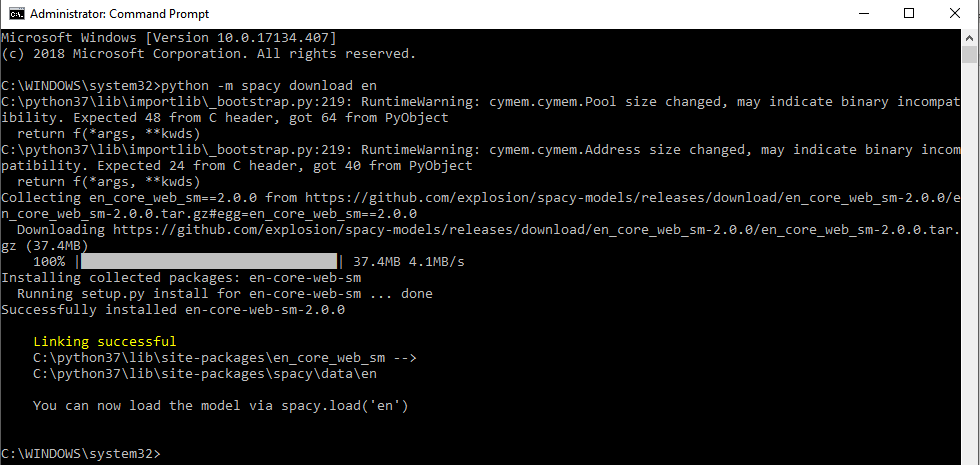 Administrator: Command Prompt
Microsoft Windows [Version 10.0.17134.407]
(c) 2018 Microsoft Corporation. All rights reserved.
C:\WINDOWS\system32>python -m spacy download en
C:\python37\lib\importlib\_bootstrap.py:219: RuntimeWarning: cymem.cymem.Pool size changed, may indicate binary incompat
ibility. Expected 48 from C header, got 64 from PyObject
  return f(*args, **kwds)
C:\python37\lib\importlib\_bootstrap.py:219: RuntimeWarning: cymem.cymem.Address size changed, may indicate binary incom
patibility. Expected 24 from C header, got 40 from PyObject
  return f(*args, **kwds)
Collecting en_core_web_sm==2.0.0 from https://github.com/explosion/spacy-models/releases/download/en_core_web_sm-2.0.0/e
n_core_web_sm-2.0.0.tar.gz#egg=en_core_web_sm==2.0.0
  Downloading https://github.com/explosion/spacy-models/releases/download/en_core_web_sm-2.0.0/en_core_web_sm-2.0.0.tar.
gz (37.4MB)
    100% |████████████████████████████████| 37.4MB 4.1MB/s
Installing collected packages: en-core-web-sm
  Running setup.py install for en-core-web-sm ... done
Successfully installed en-core-web-sm-2.0.0
    Linking successful
    C:\python37\lib\site-packages\en_core_web_sm -->
    C:\python37\lib\site-packages\spacy\data\en
    You can now load the model via spacy.load('en')
C:\WINDOWS\system32>